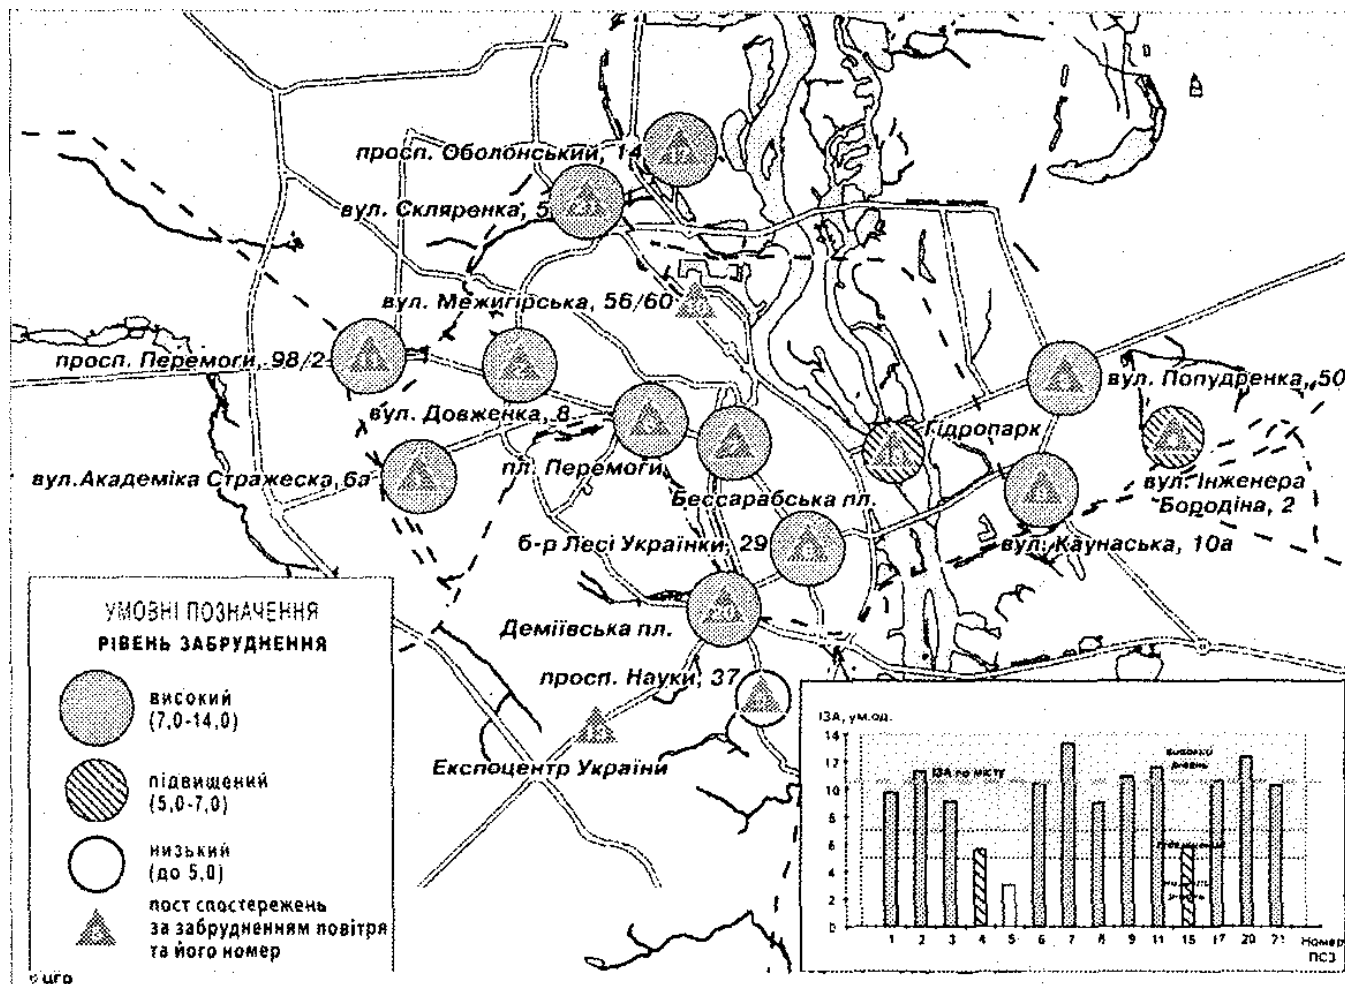 просп. Оболонський, 14
вул. Скляренка, 5
вул. Межигірська, 56/60
просп. Перемоги, 98/2
вул. Попудренка, 50
вул. Довженка, 8
Гідропарк
вул.Академіка Стражеска,6а
пл. Перемоги
вул. Інженера
Бородіна, 2
Бессарабська пл.
б-р Лесі Українки, 29
вул. Каунаська, 10а
Деміївська пл.
просп. Науки, 37
Експоцентр України
УМОВНІ ПОЗНАЧЕННЯ
РІВЕНЬ ЗАБРУДНЕННЯ
високий
(7,0-14,0)
підвищений
(5,0-7,0)
низький
(до 5,0)
пост спостережень
за забрудненням повітря
та його номер
ІЗА, ум.од.
14
12
10
8
6
4
2
0
ІЗА по місту
високий
рівень
1 2 3 4 5 6 7 8 9 11 15 17 20 21
Номер
ПСЗ
ЦГО